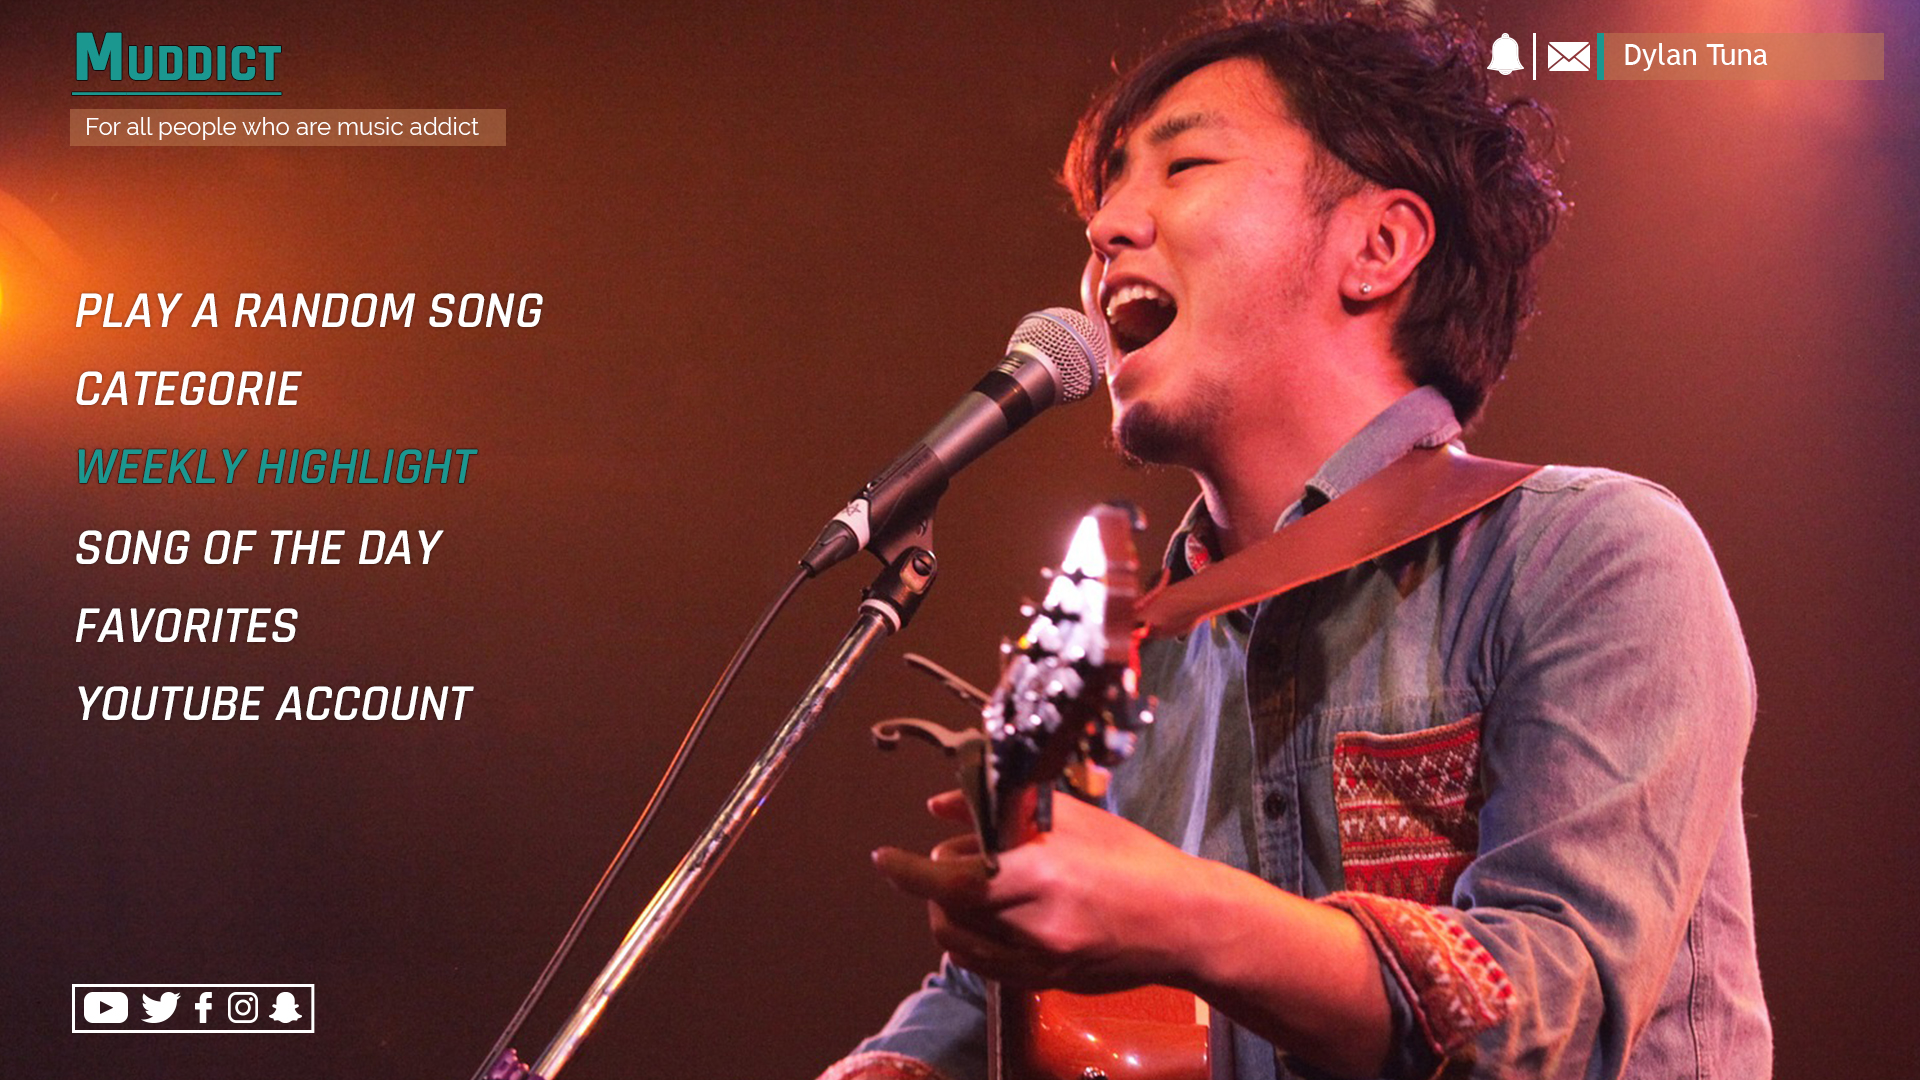 Muddict
For all people who are music addict
Dylan Tuna
PLAY A RANDOM SONG
CATEGORIE
WEEKLY HIGHLIGHT
SONG OF THE DAY
FAVORITES
YOUTUBE ACCOUNT